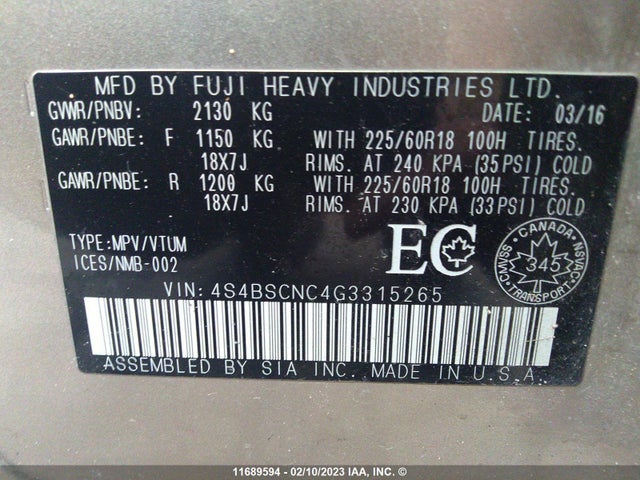 MFD BY FUJI HEAVY INDUSTRIES LTD.
GVWR/PNBV: 2130 KG DATE: 03/16
GAWR/PNBE: F 1150 KG WITH 225/60R18 100H TIRES.
18X7J RIMS. AT 240 KPA (35PSI) COLD
GAWR/PNBE: R 1200 KG WITH 225/60R18 100H TIRES.
18X7J RIMS. AT 230 KPA (33PSI) COLD
TYPE:MPV/VTUM
ICES/NMB-002
EC
CANADA
CMVSS
NSVAC
345
TRANSPORT
VIN:4S4BSCNC4G3315265
ASSEMBLED BY SIA INC. MADE IN U.S.A
11689594 - 02/10/2023 IAA, INC. ©